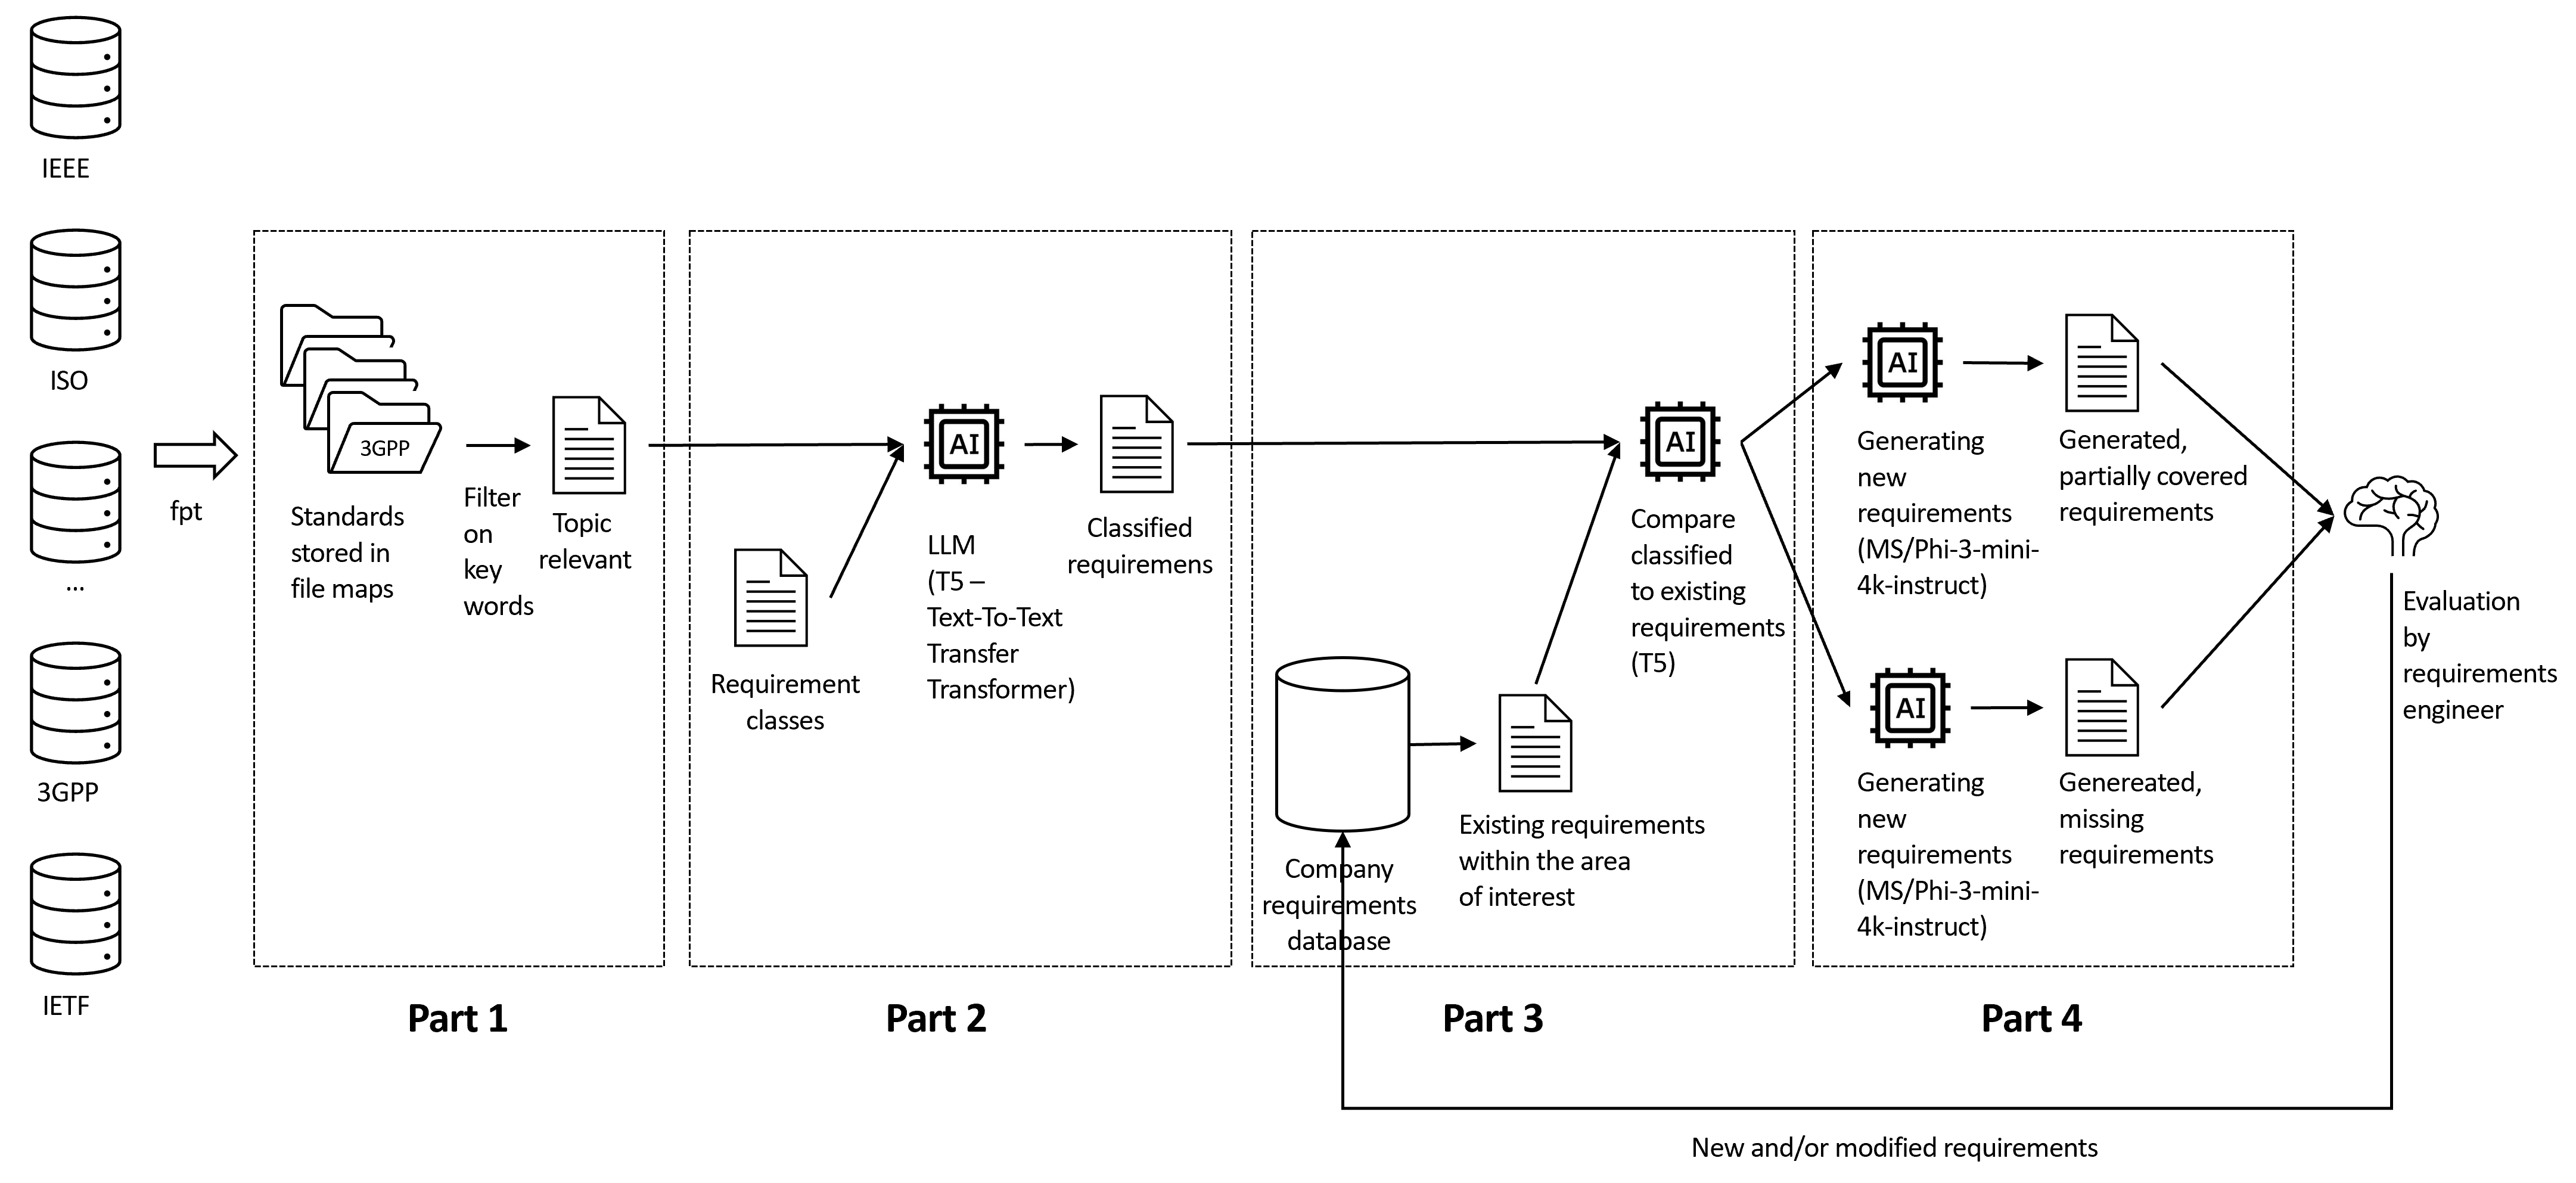 IEEE
ISO
...
3GPP
IETF
fpt
3GPP
Standards
stored in
file maps
Filter
on
key
words
Topic
relevant
Part 1
Requirement
classes
AI
LLM
(T5 –
Text-To-Text
Transfer
Transformer)
Classified
requiremens
Part 2
Company
requirements
database
Existing requirements
within the area
of interest
AI
Compare
classified
to existing
requirements
(T5)
Part 3
AI
Generating
new
requirements
(MS/Phi-3-mini-
4k-instruct)
Generated,
partially covered
requirements
AI
Generating
new
requirements
(MS/Phi-3-mini-
4k-instruct)
Genereated,
missing
requirements
Part 4
Evaluation
by
requirements
engineer
New and/or modified requirements